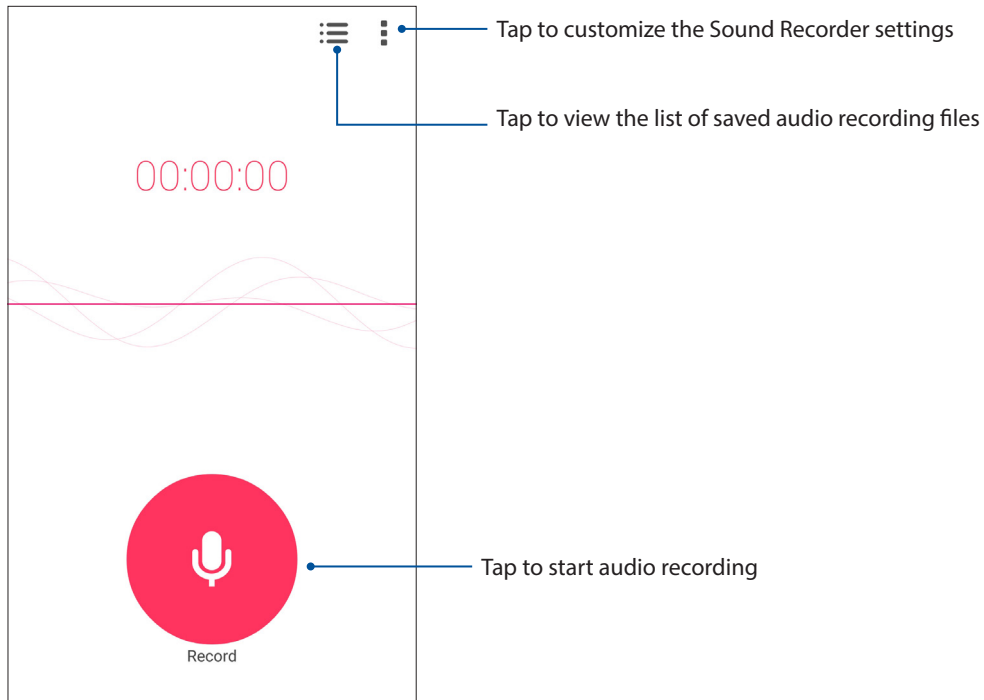 Tap to customize the Sound Recorder settings
Tap to view the list of saved audio recording files
00:00:00
Tap to start audio recording
Record